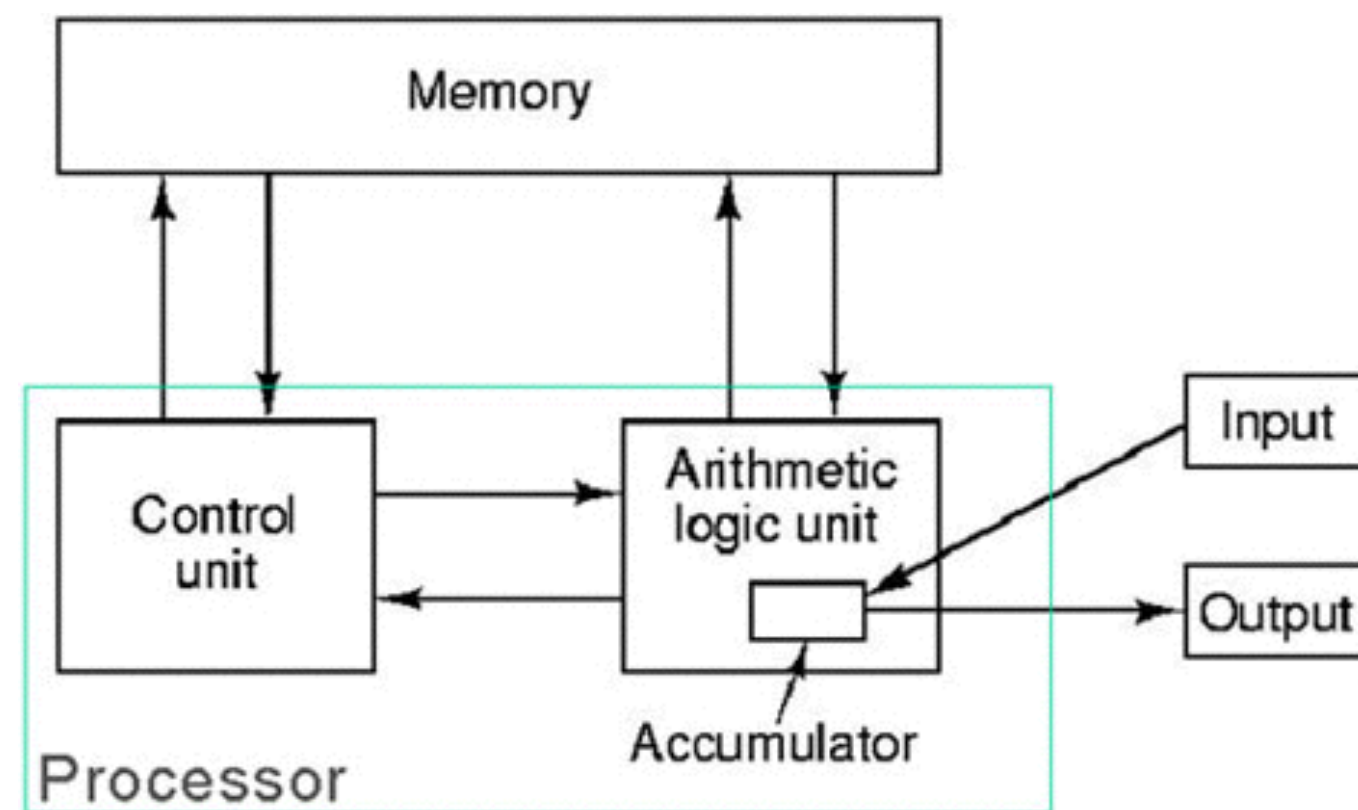 Memory
Control
unit
Arithmetic
logic unit
Input
Output
Accumulator
Processor